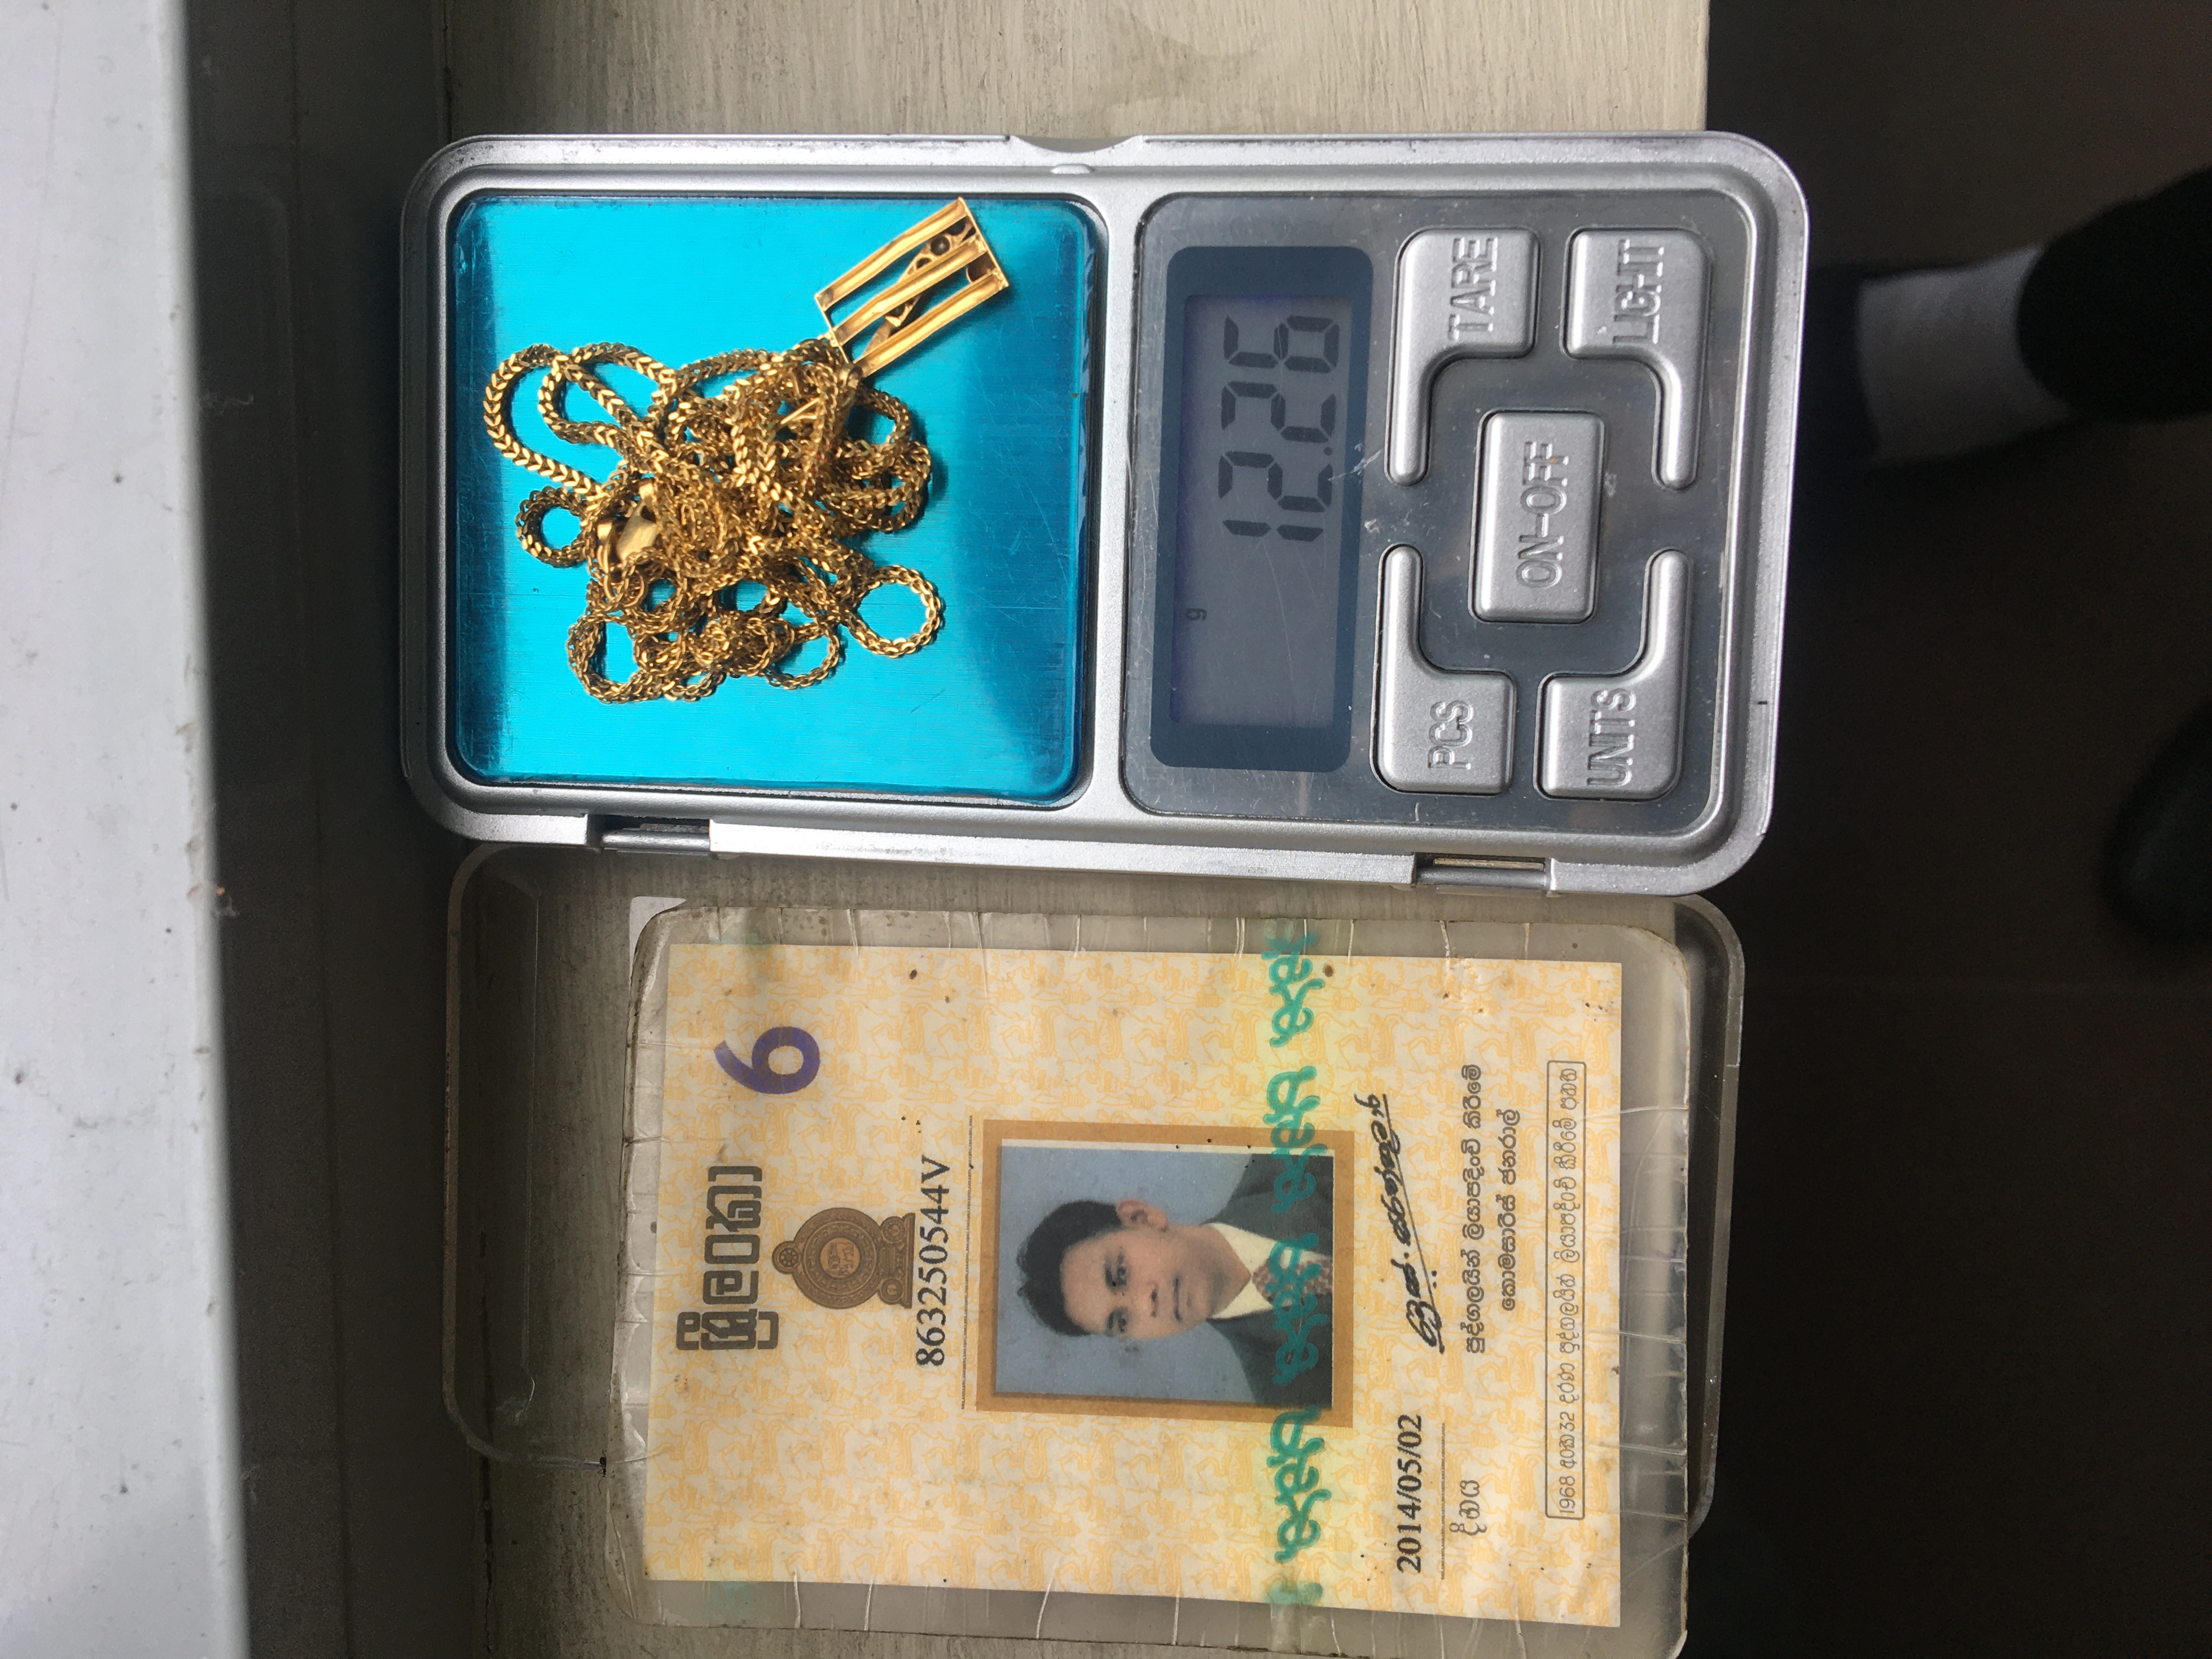 ශ්‍රී ලංකා
6
863250544V
2014/05/02
දිනය
පුද්ගලයින් ලියාපදිංචි කිරීමේ
කොමසාරිස් ජනරාල්
1968 අංක 32 දරණ පුද්ගලයින් ලියාපදිංචි කිරීමේ පනත
g
12.26
PCS
TARE
ON-OFF
UNITS
LIGHT